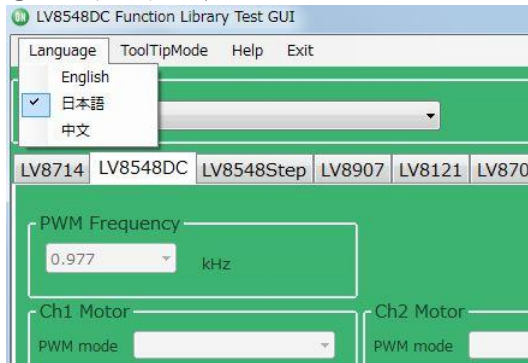 LV8548DC Function Library Test GUI
Language ToolTipMode Help Exit
English
日本語
中文
LV8714 LV8548DC LV8548Step LV8907 LV8121 LV870
PWM Frequency
0.977 kHz
Ch1 Motor Ch2 Motor
PWM mode PWM mode